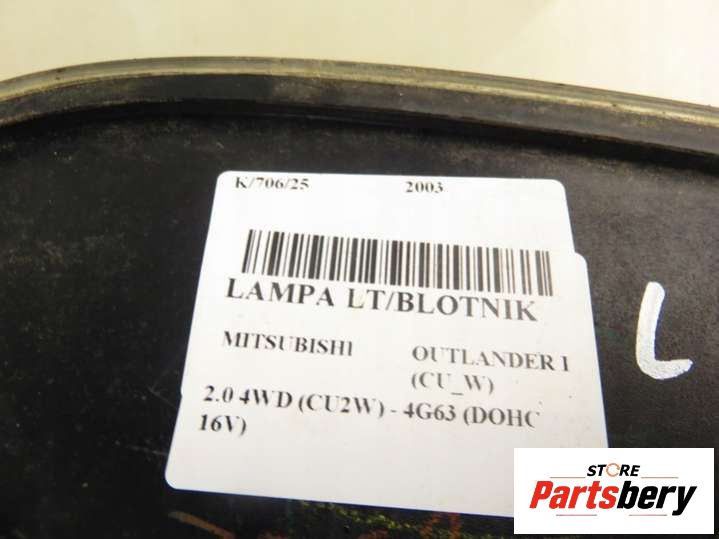 K/706/25 2003
LAMPA LT/BLOTNIK
MITSUBISHI OUTLANDER I
(CU_W)
2.0 4WD (CU2W) - 4G63 (DOHC
16V)
L
STORE
Partsbery